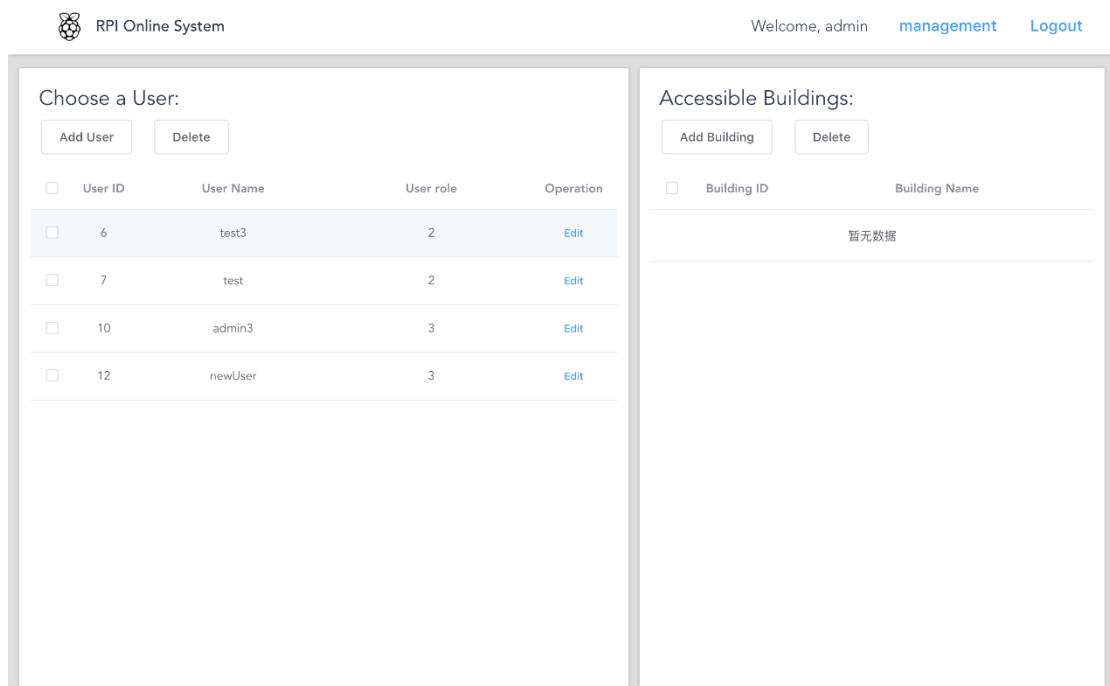 RPI Online System
Welcome, admin management Logout
Choose a User:
Add User Delete
User ID User Name User role Operation
6 test3 2 Edit
7 test 2 Edit
10 admin3 3 Edit
12 newUser 3 Edit
Accessible Buildings:
Add Building Delete
Building ID Building Name
暂无数据